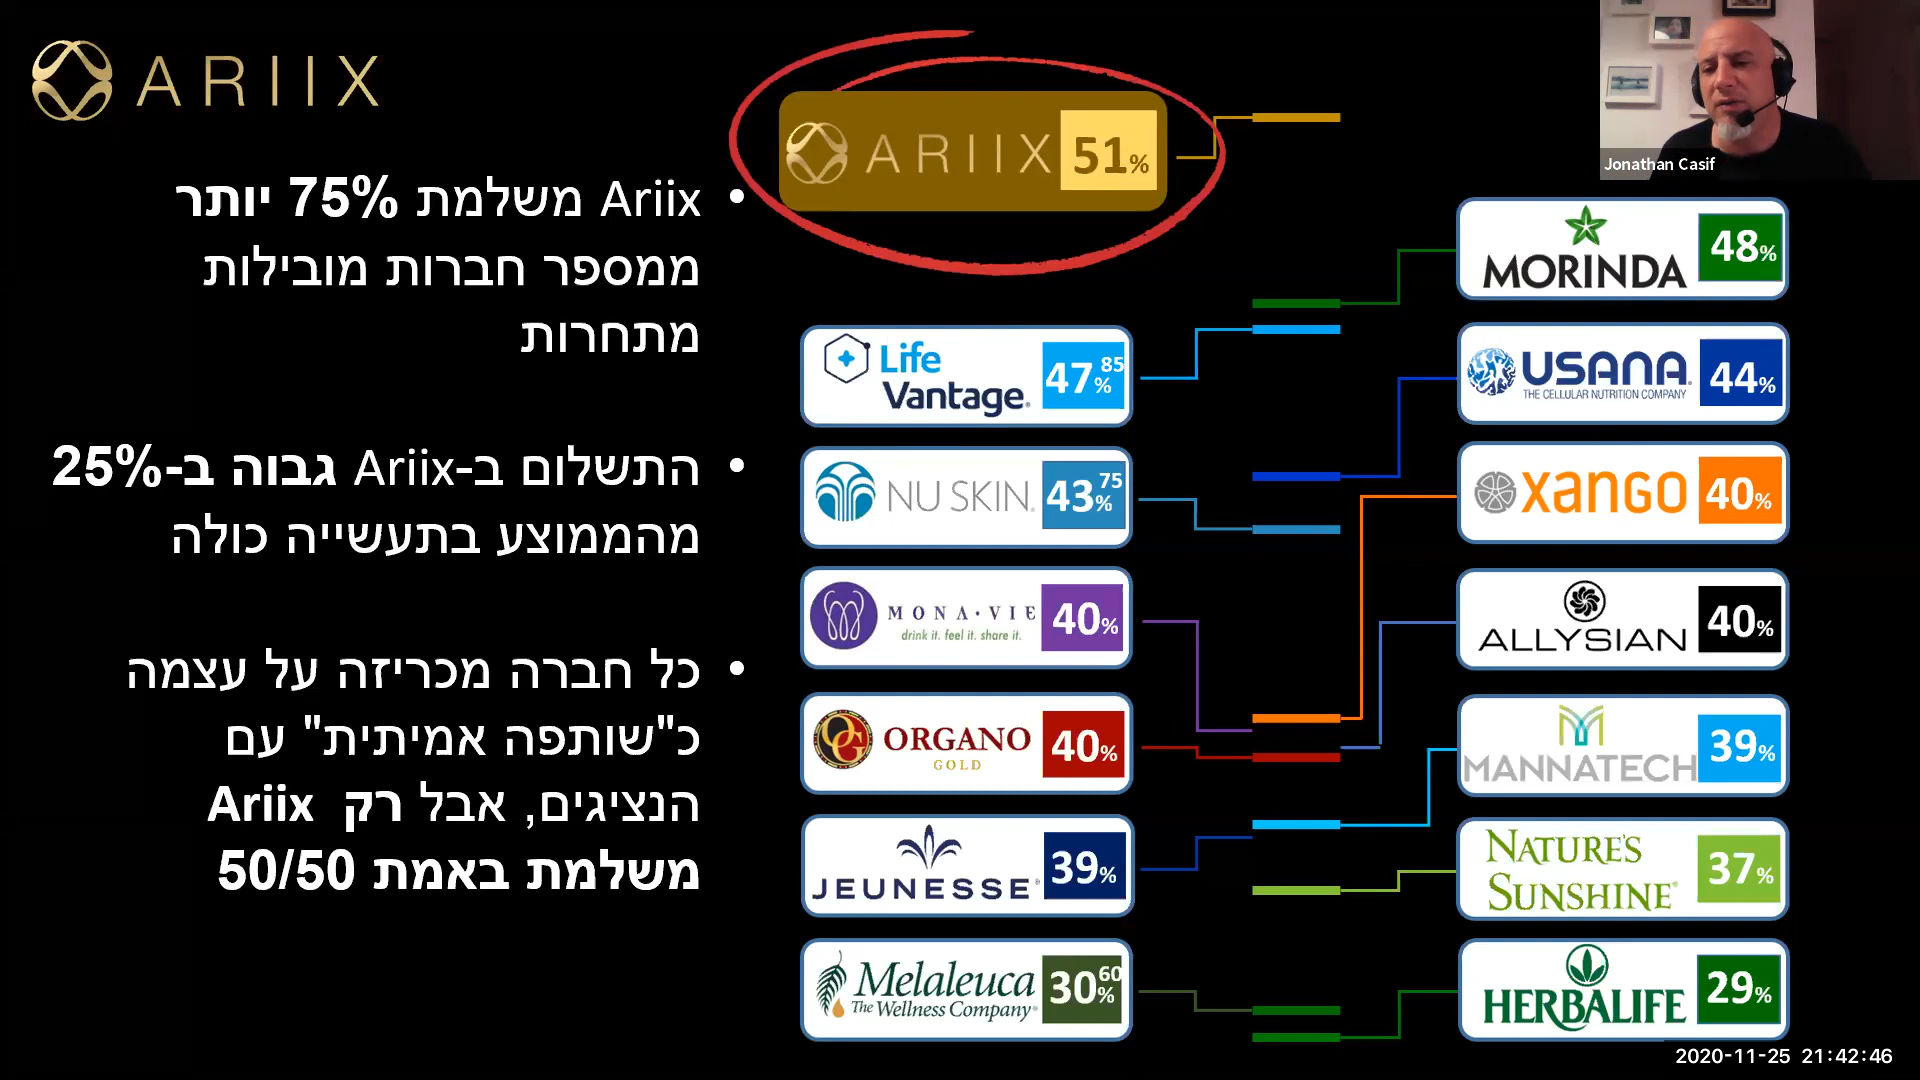 ARIIX
Ariix משלמת 75% יותר
ממספר חברות מובילות
מתחרות
התשלום ב-Ariix גבוה ב-25%
מהממוצע בתעשייה כולה
כל חברה מכריזה על עצמה
כ"שותפה אמיתית" עם
הנציגים, אבל רק Ariix
משלמת באמת 50/50
ARIIX 51%
Life
Vantage 47 85 %
NU SKIN 43 75 %
MONA·VIE 40%
drink it. feel it. share it.
ORGANO 40%
GOLD
JEUNESSE® 39%
Melaleuca 30 60 %
The Wellness Company®
MORINDA 48%
USANA 44%
THE CELLULAR NUTRITION COMPANY
XANGO 40%
ALLYSIAN 40%
MANNATECH 39%
NATURE'S
SUNSHINE® 37%
HERBALIFE 29%
Jonathan Casif
2020-11-25 21:42:46